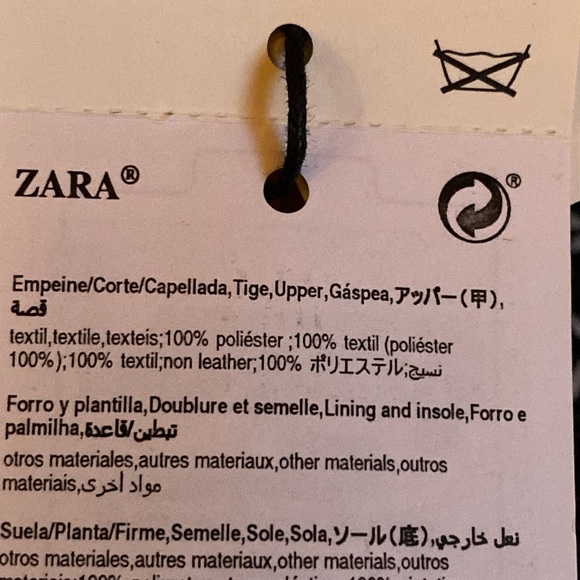 ZARA®
®
Empeine/Corte/Capellada,Tige,Upper,Gáspea,アッパー(甲),
قصة
textil,textile,texteis;100% poliéster ;100% textil (poliéster
100%);100% textil;non leather;100% ポリエステル;نسيج
Forro y plantilla,Doublure et semelle,Lining and insole,Forro e
palmilha,تبطين/قاعدة
otros materiales,autres materiaux,other materials,outros
materiais,مواد أخرى
Suela/Planta/Firme,Semelle,Sole,Sola,ソール(底),نعل خارجي
otros materiales,autres materiaux,other materials,outros